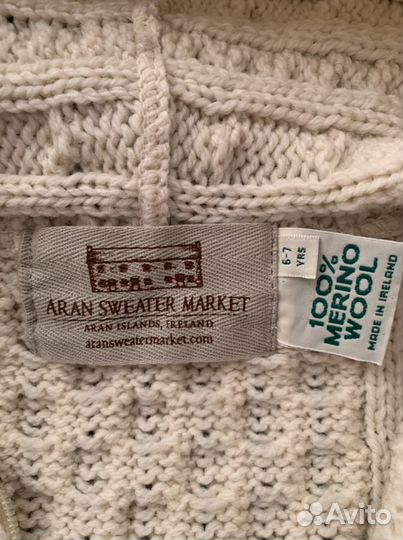 ARAN SWEATER MARKET
ARAN ISLANDS, IRELAND
aransweatermarket.com
6-7
YRS
100%
MERINO
WOOL
MADE IN IRELAND
Avito